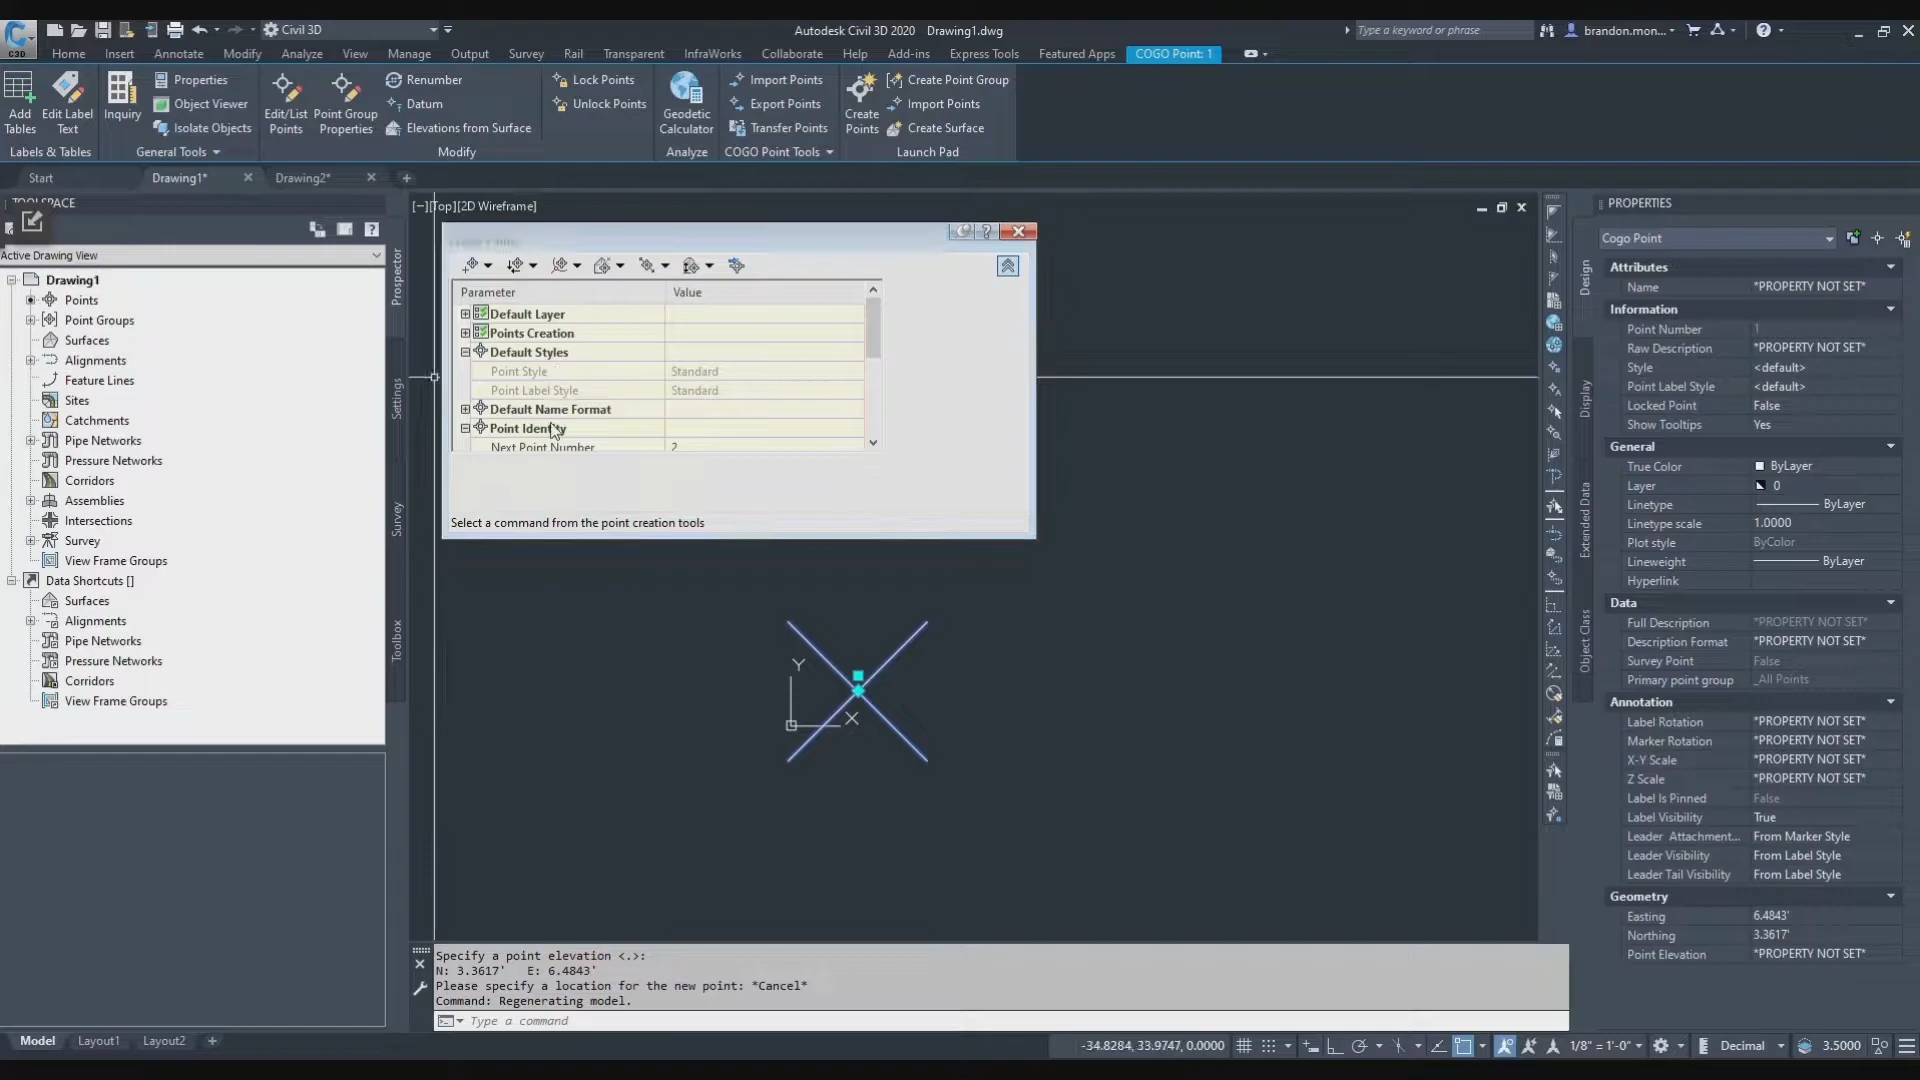 Civil 3D
Autodesk Civil 3D 2020 Drawing1.dwg
Type a keyword or phrase
brandon.mon...
C3D
Home Insert Annotate Modify Analyze View Manage Output Survey Rail Transparent InfraWorks Collaborate Help Add-ins Express Tools Featured Apps COGO Point: 1
Add Tables
Edit Label Text
Labels & Tables
Inquiry
Properties
Object Viewer
Isolate Objects
General Tools
Edit/List Points
Point Group Properties
Renumber
Datum
Elevations from Surface
Lock Points
Unlock Points
Modify
Geodetic Calculator
Analyze
Import Points
Export Points
Transfer Points
COGO Point Tools
Create Points
Create Point Group
Import Points
Create Surface
Launch Pad
Start Drawing1* Drawing2*
TOOLSPACE
Active Drawing View
Drawing1
Points
Point Groups
Surfaces
Alignments
Feature Lines
Sites
Catchments
Pipe Networks
Pressure Networks
Corridors
Assemblies
Intersections
Survey
View Frame Groups
Data Shortcuts []
Surfaces
Alignments
Pipe Networks
Pressure Networks
Corridors
View Frame Groups
Prospector
Settings
Survey
Toolbox
[−][Top][2D Wireframe]
Parameter Value
Default Layer
Points Creation
Default Styles
Point Style Standard
Point Label Style Standard
Default Name Format
Point Identity
Next Point Number 2
Select a command from the point creation tools
Y
X
Specify a point elevation <.>:
N: 3.3617' E: 6.4843'
Please specify a location for the new point: *Cancel*
Command: Regenerating model.
Type a command
PROPERTIES
Cogo Point
Design
Display
Extended Data
Object Class
Attributes
Name *PROPERTY NOT SET*
Information
Point Number 1
Raw Description *PROPERTY NOT SET*
Style <default>
Point Label Style <default>
Locked Point False
Show Tooltips Yes
General
True Color ByLayer
Layer 0
Linetype ByLayer
Linetype scale 1.0000
Plot style ByColor
Lineweight ByLayer
Hyperlink
Data
Full Description *PROPERTY NOT SET*
Description Format *PROPERTY NOT SET*
Survey Point False
Primary point group _All Points
Annotation
Label Rotation *PROPERTY NOT SET*
Marker Rotation *PROPERTY NOT SET*
X-Y Scale *PROPERTY NOT SET*
Z Scale *PROPERTY NOT SET*
Label Is Pinned False
Label Visibility True
Leader Attachment... From Marker Style
Leader Visibility From Label Style
Leader Tail Visibility From Label Style
Geometry
Easting 6.4843'
Northing 3.3617'
Point Elevation *PROPERTY NOT SET*
Model Layout1 Layout2
-34.8284, 33.9747, 0.0000
1/8" = 1'-0"
Decimal
3.5000